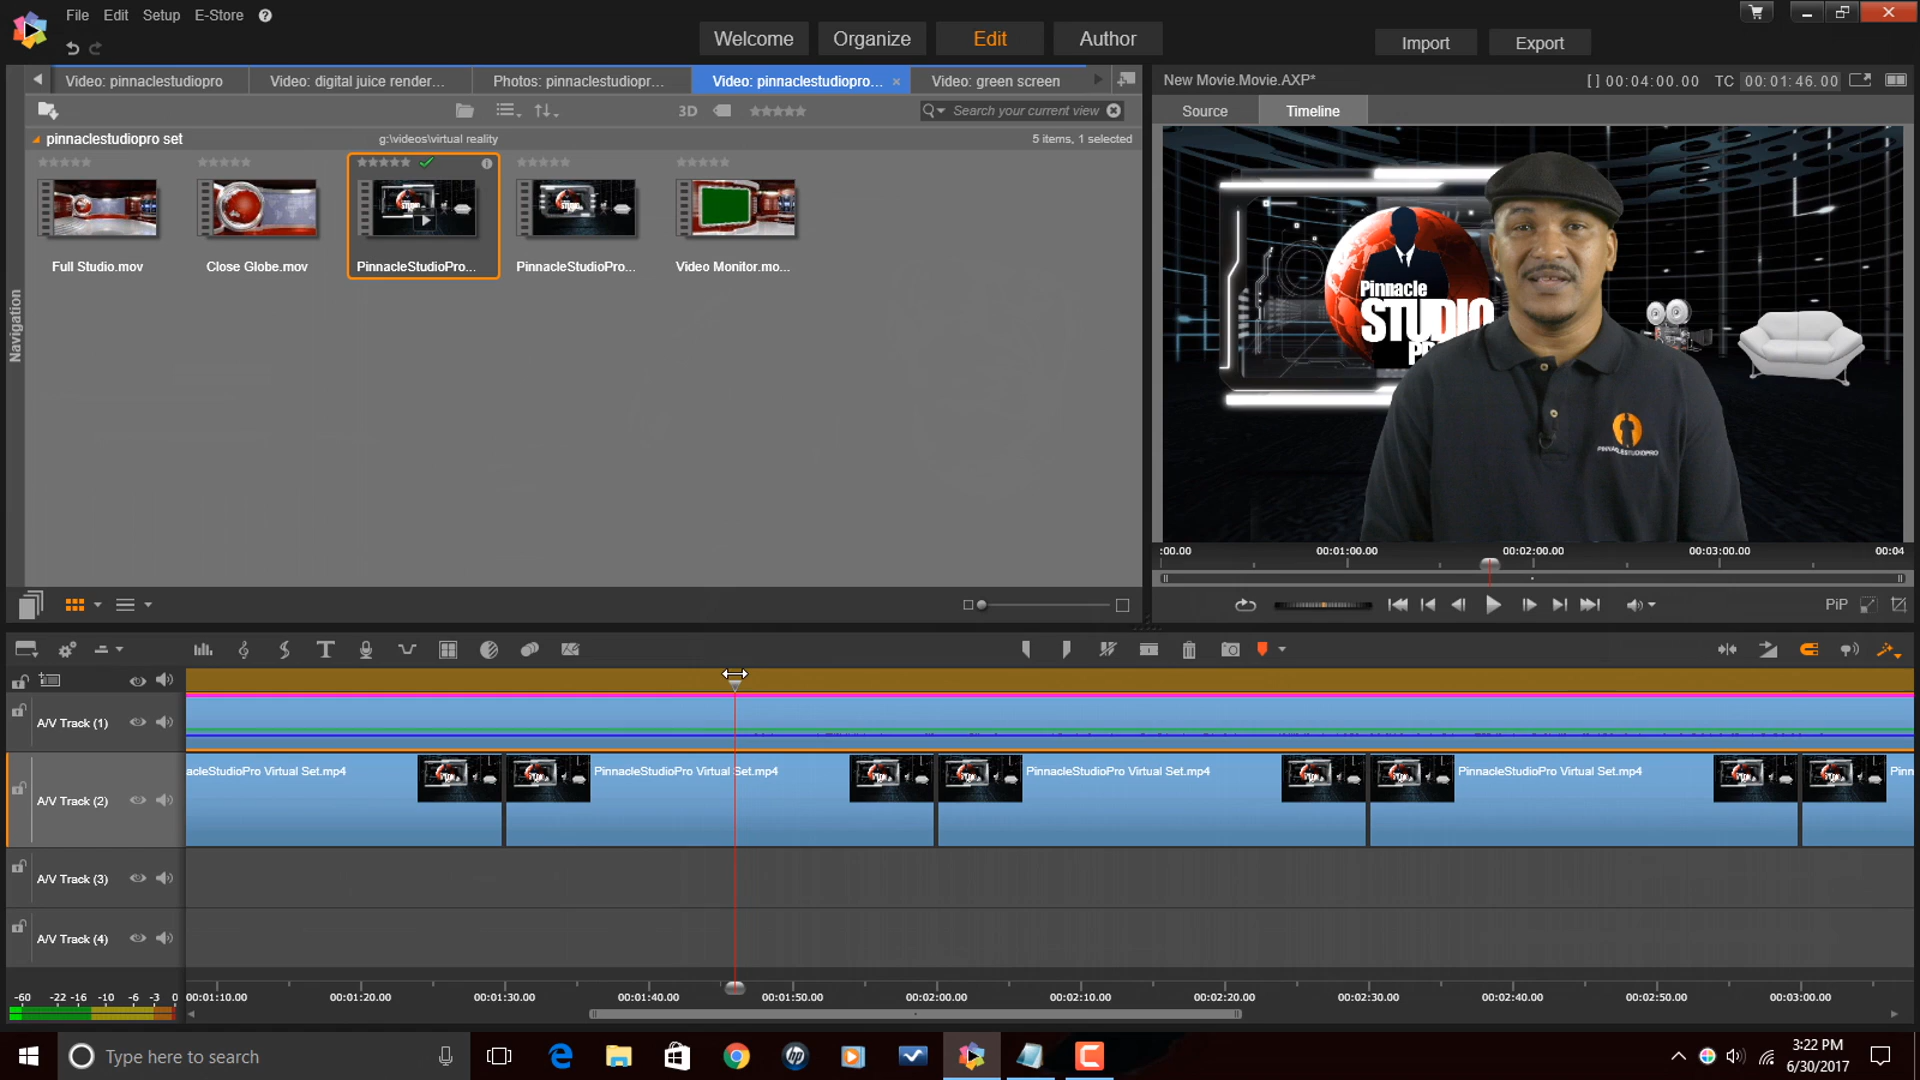 File Edit Setup E-Store ?
Welcome Organize Edit Author
Import Export
Video: pinnaclestudiopro
Video: digital juice render...
Photos: pinnaclestudiopr...
Video: pinnaclestudiopro...
Video: green screen
New Movie.Movie.AXP*
[ ] 00:04:00.00 TC 00:01:46.00
3D
Search your current view
Source Timeline
pinnaclestudiopro set
g:\videos\virtual reality
5 items, 1 selected
Full Studio.mov
Close Globe.mov
PinnacleStudioPro...
PinnacleStudioPro...
Video Monitor.mo...
Navigation
Pinnacle
STUDIO
PINNACLESTUDIOPRO
:00.00 00:01:00.00 00:02:00.00 00:03:00.00 00:04
PiP
A/V Track (1)
A/V Track (2)
acleStudioPro Virtual Set.mp4
PinnacleStudioPro Virtual Set.mp4
PinnacleStudioPro Virtual Set.mp4
PinnacleStudioPro Virtual Set.mp4
Pinn
A/V Track (3)
A/V Track (4)
-60 -22 -16 -10 -6 -3 0
00:01:10.00 00:01:20.00 00:01:30.00 00:01:40.00 00:01:50.00 00:02:00.00 00:02:10.00 00:02:20.00 00:02:30.00 00:02:40.00 00:02:50.00 00:03:00.00
Type here to search
hp
3:22 PM
6/30/2017